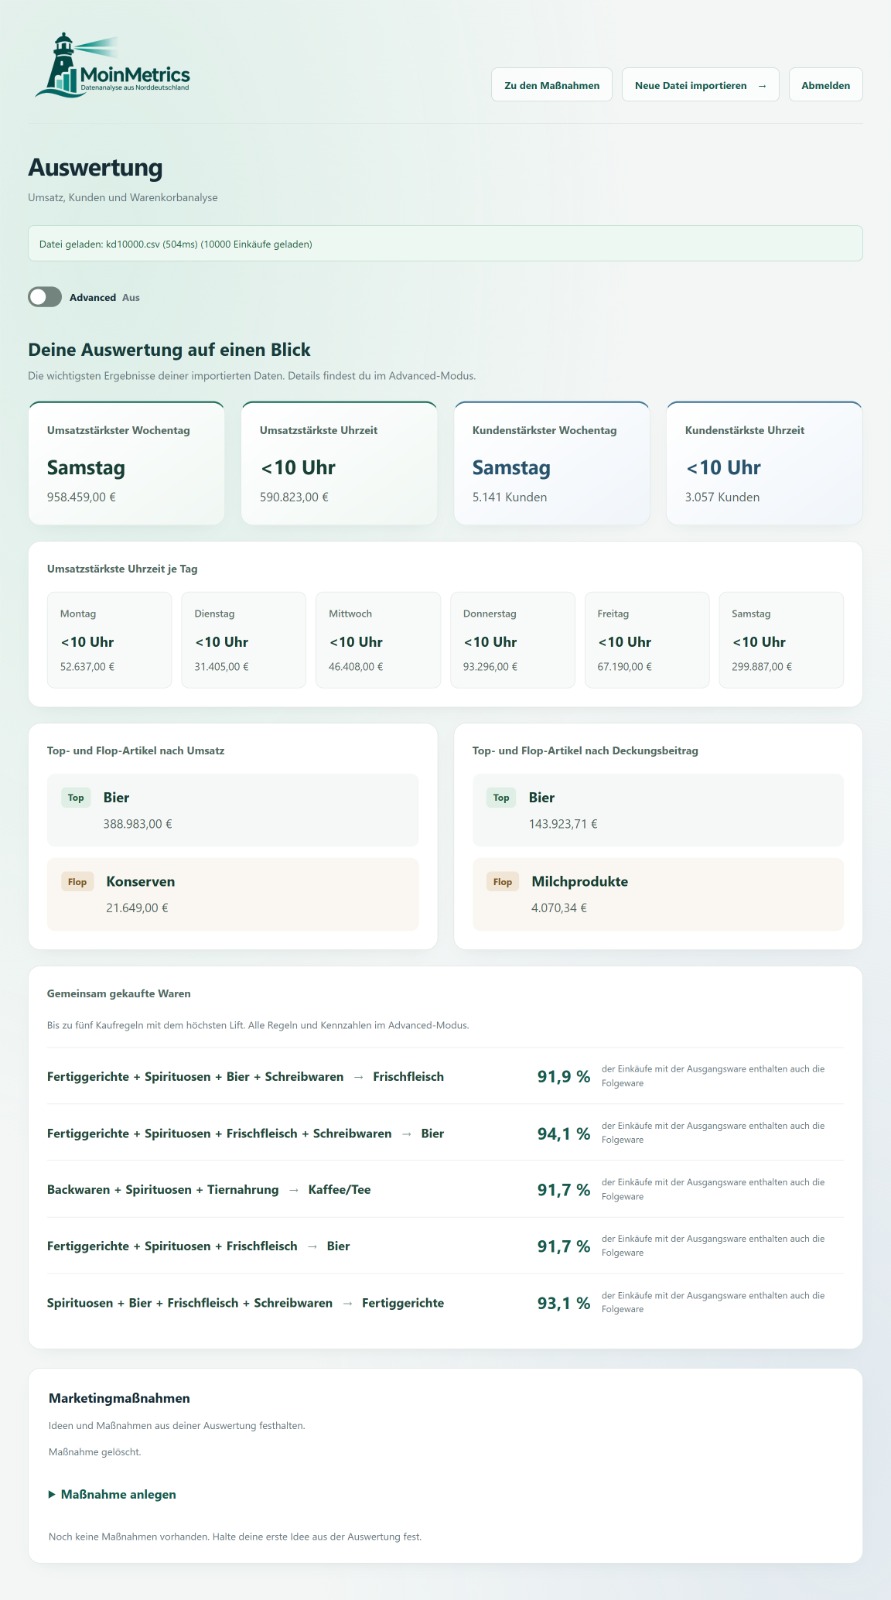 MoinMetrics
Datenanalyse aus Norddeutschland
Zu den Maßnahmen
Neue Datei importieren →
Abmelden
Auswertung
Umsatz, Kunden und Warenkorbanalyse
Datei geladen: kd10000.csv (504ms) (10000 Einkäufe geladen)
Advanced Aus
Deine Auswertung auf einen Blick
Die wichtigsten Ergebnisse deiner importierten Daten. Details findest du im Advanced-Modus.
Umsatzstärkster Wochentag
Samstag
958.459,00 €
Umsatzstärkste Uhrzeit
<10 Uhr
590.823,00 €
Kundenstärkster Wochentag
Samstag
5.141 Kunden
Kundenstärkste Uhrzeit
<10 Uhr
3.057 Kunden
Umsatzstärkste Uhrzeit je Tag
Montag
<10 Uhr
52.637,00 €
Dienstag
<10 Uhr
31.405,00 €
Mittwoch
<10 Uhr
46.408,00 €
Donnerstag
<10 Uhr
93.296,00 €
Freitag
<10 Uhr
67.190,00 €
Samstag
<10 Uhr
299.887,00 €
Top- und Flop-Artikel nach Umsatz
Top Bier
388.983,00 €
Flop Konserven
21.649,00 €
Top- und Flop-Artikel nach Deckungsbeitrag
Top Bier
143.923,71 €
Flop Milchprodukte
4.070,34 €
Gemeinsam gekaufte Waren
Bis zu fünf Kaufregeln mit dem höchsten Lift. Alle Regeln und Kennzahlen im Advanced-Modus.
Fertiggerichte + Spirituosen + Bier + Schreibwaren → Frischfleisch
91,9 %
der Einkäufe mit der Ausgangsware enthalten auch die
Folgeware
Fertiggerichte + Spirituosen + Frischfleisch + Schreibwaren → Bier
94,1 %
der Einkäufe mit der Ausgangsware enthalten auch die
Folgeware
Backwaren + Spirituosen + Tiernahrung → Kaffee/Tee
91,7 %
der Einkäufe mit der Ausgangsware enthalten auch die
Folgeware
Fertiggerichte + Spirituosen + Frischfleisch → Bier
91,7 %
der Einkäufe mit der Ausgangsware enthalten auch die
Folgeware
Spirituosen + Bier + Frischfleisch + Schreibwaren → Fertiggerichte
93,1 %
der Einkäufe mit der Ausgangsware enthalten auch die
Folgeware
Marketingmaßnahmen
Ideen und Maßnahmen aus deiner Auswertung festhalten.
Maßnahme gelöscht.
▶ Maßnahme anlegen
Noch keine Maßnahmen vorhanden. Halte deine erste Idee aus der Auswertung fest.